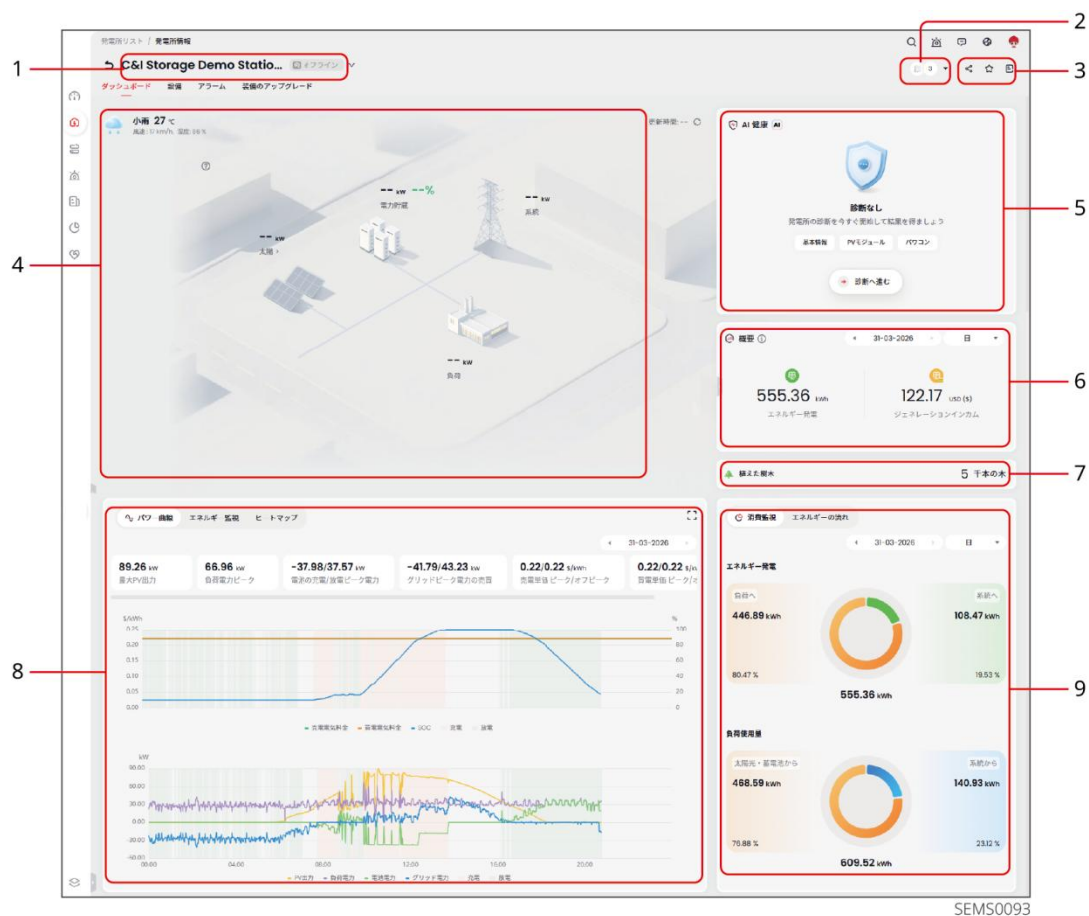 2
発電所リスト / 発電所情報
1
C&I Storage Demo Statio...
オフライン
3
3
ダッシュボード 設備 アラーム 装備のアップグレード
小雨 27 ℃
更新時間: --
AI 健康 AI
-- kW --%
電力貯蔵
-- kW
系統
診断なし
発電所の診断を今すぐ開始して結果を得ましょう
5
-- kW
太陽
基本情報 PVモジュール パワコン
4
診断へ進む
概要
31-03-2026
日
-- kW
負荷
6
555.36 kWh
122.17 USD ($)
エネルギー発電
ジェネレーションインカム
植えた樹木
5 千本の木
7
パワー曲線 エネルギー監視 ヒートマップ
消費監視 エネルギーの流れ
31-03-2026
31-03-2026
日
89.26 kW
最大PV出力
66.96 kW
負荷電力ピーク
-37.98/37.57 kW
電池の充電/放電ピーク電力
-41.79/43.23 kW
グリッドピーク電力の売買
0.22/0.22 $/kWh
売電単価 ピーク/オフピーク
0.22/0.22 $/k
買電単価 ピーク/オ
エネルギー発電
負荷へ
系統へ
446.89 kWh
108.47 kWh
80.47 %
19.53 %
555.36 kWh
$/kWh
%
0.25
0.20
0.15
0.10
0.05
0.00
100
80
60
40
20
0
8
9
売電電気料金 買電電気料金 SOC 充電 放電
負荷使用量
太陽光・蓄電池から
系統から
468.59 kWh
140.93 kWh
76.88 %
23.12 %
609.52 kWh
kW
90.00
60.00
30.00
0.00
-30.00
-60.00
00:00 04:00 08:00 12:00 16:00 20:00
PV出力 負荷電力 電池電力 グリッド電力 充電 放電
SEMS0093